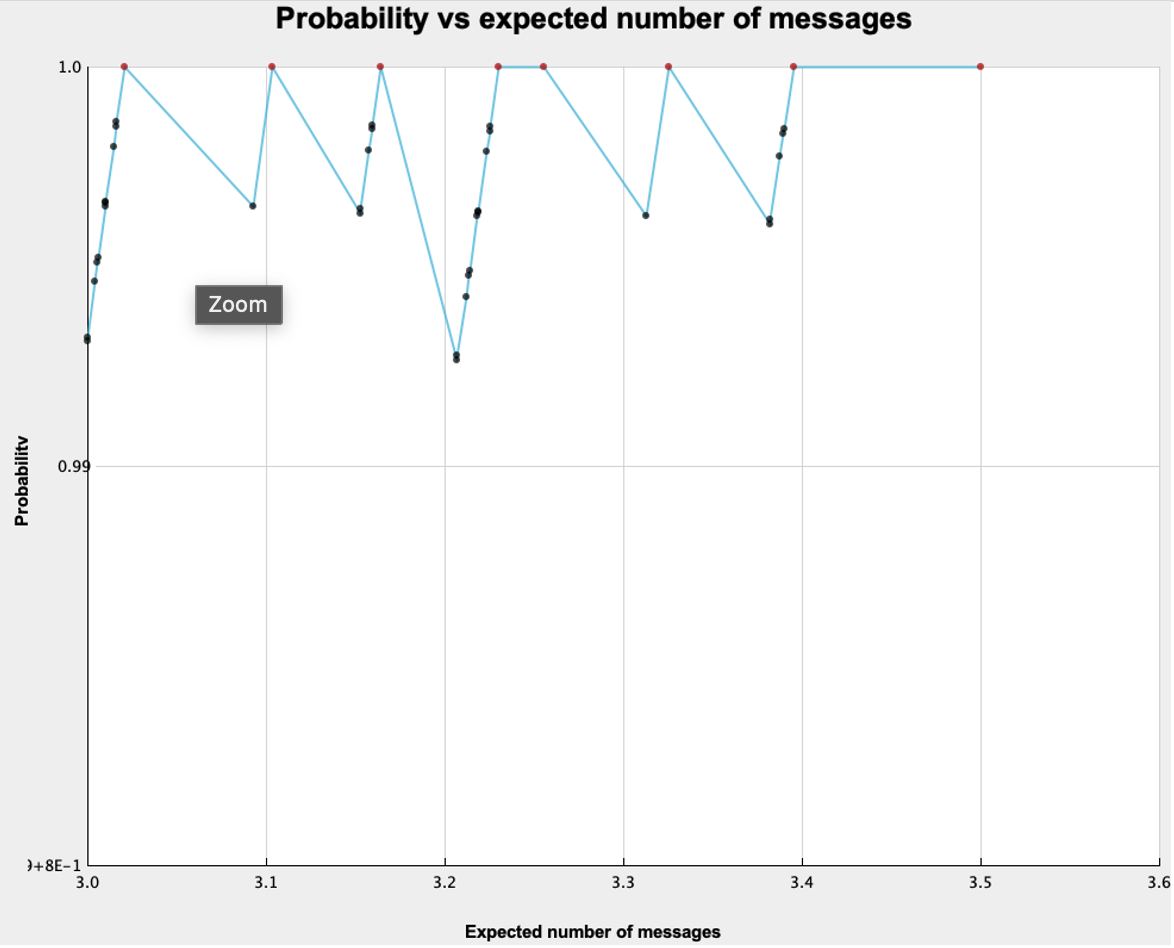 Probability vs expected number of messages
1.0
Zoom
Probability
0.99
9+8E-1
3.0 3.1 3.2 3.3 3.4 3.5 3.6
Expected number of messages